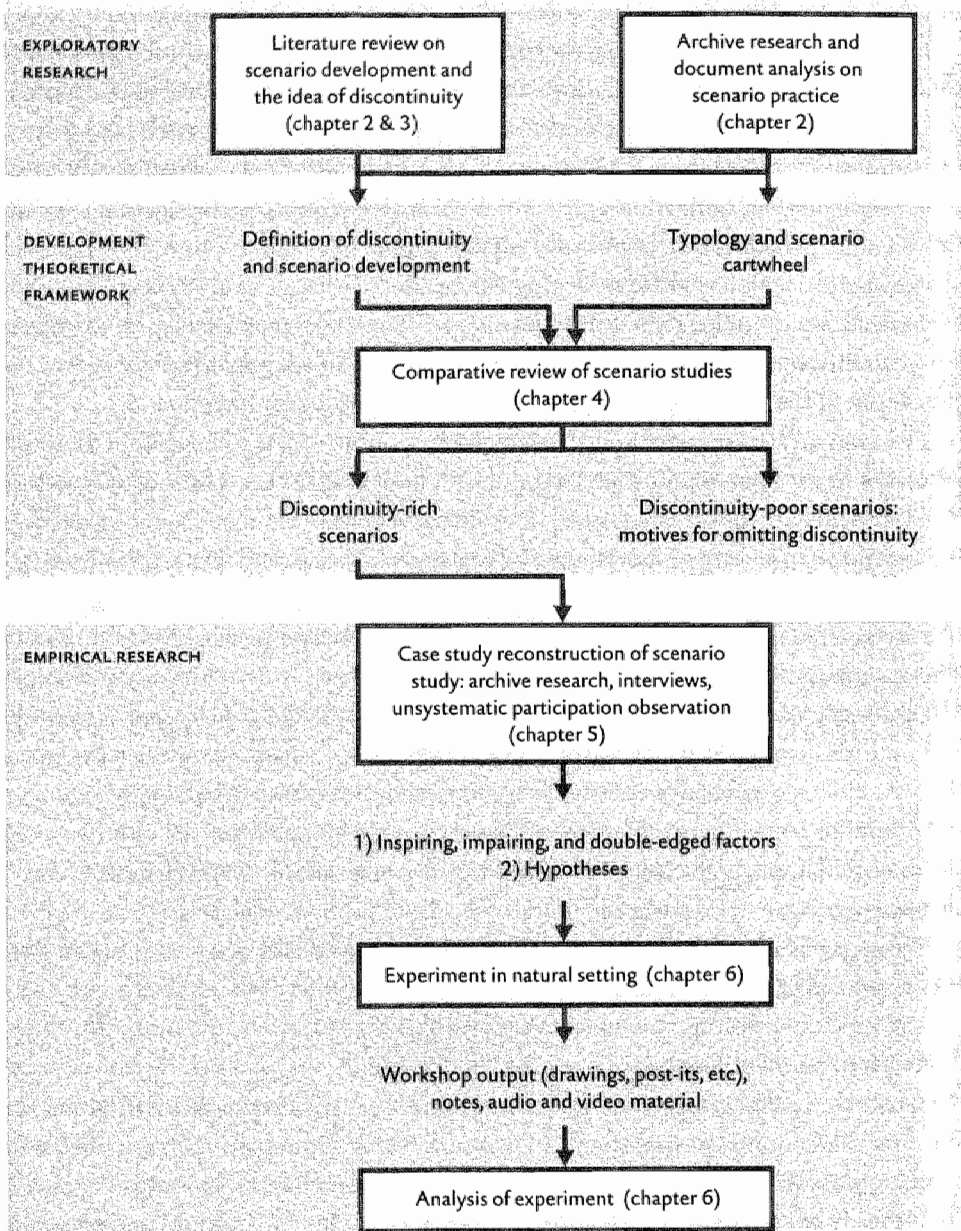 EXPLORATORY
RESEARCH
Literature review on
scenario development and
the idea of discontinuity
(chapter 2 & 3)
Archive research and
document analysis on
scenario practice
(chapter 2)
DEVELOPMENT
THEORETICAL
FRAMEWORK
Definition of discontinuity
and scenario development
Typology and scenario
cartwheel
Comparative review of scenario studies
(chapter 4)
Discontinuity-rich
scenarios
Discontinuity-poor scenarios:
motives for omitting discontinuity
EMPIRICAL RESEARCH
Case study reconstruction of scenario
study: archive research, interviews,
unsystematic participation observation
(chapter 5)
1) Inspiring, impairing, and double-edged factors
2) Hypotheses
Experiment in natural setting (chapter 6)
Workshop output (drawings, post-its, etc),
notes, audio and video material
Analysis of experiment (chapter 6)